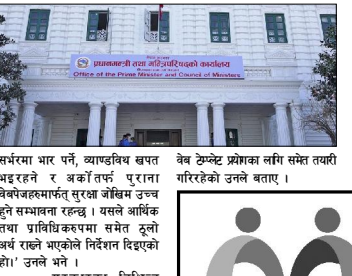 प्रधानमन्त्री तथा मन्त्रिपरिषद्को कार्यालय
Office of the Prime Minister and Council of Ministers
सर्भरमा भार पर्ने, ब्याण्डविथ खपत
भइरहने र अर्कोतर्फ पुराना
वेबपेजहरुमार्फत् सुरक्षा जोखिम उच्च
हुने सम्भावना रहन्छ । यसले आर्थिक
तथा प्राविधिकरुपमा समेत ठूलो
अर्थ राख्ने भएकोले निर्देशन दिइएको
हो।’ उनले भने ।
वेब टेम्प्लेट प्रयोगका लागि समेत तयारी
गरिरहेको उनले बताए ।